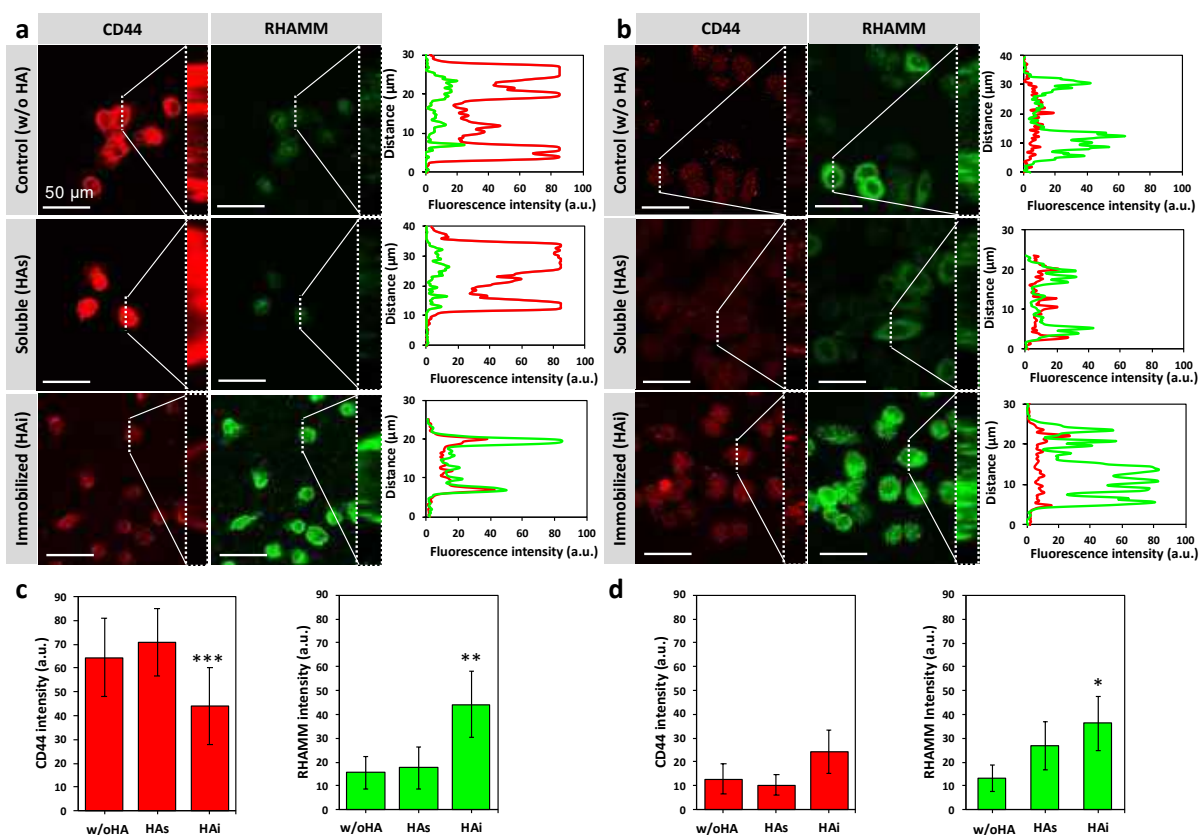 a
CD44
RHAMM
Control (w/o HA)
50 µm
Distance (µm)
30
20
10
0
0 20 40 60 80 100
Fluorescence intensity (a.u.)
Soluble (HAs)
Distance (µm)
40
30
20
10
0
0 20 40 60 80 100
Fluorescence intensity (a.u.)
Immobilized (HAi)
Distance (µm)
30
20
10
0
0 20 40 60 80 100
Fluorescence intensity (a.u.)
b
CD44
RHAMM
Control (w/o HA)
Distance (µm)
40
30
20
10
0
0 20 40 60 80 100
Fluorescence intensity (a.u.)
Soluble (HAs)
Distance (µm)
30
20
10
0
0 20 40 60 80 100
Fluorescence intensity (a.u.)
Immobilized (HAi)
Distance (µm)
30
20
10
0
0 20 40 60 80 100
Fluorescence intensity (a.u.)
c
CD44 intensity (a.u.)
90
80
70
60
50
40
30
20
10
0
***
w/oHA HAs HAi
RHAMM intensity (a.u.)
90
80
70
60
50
40
30
20
10
0
**
w/oHA HAs HAi
d
CD44 intensity (a.u.)
90
80
70
60
50
40
30
20
10
0
w/oHA HAs HAi
RHAMM Intensity (a.u.)
90
80
70
60
50
40
30
20
10
0
*
w/oHA HAs HAi